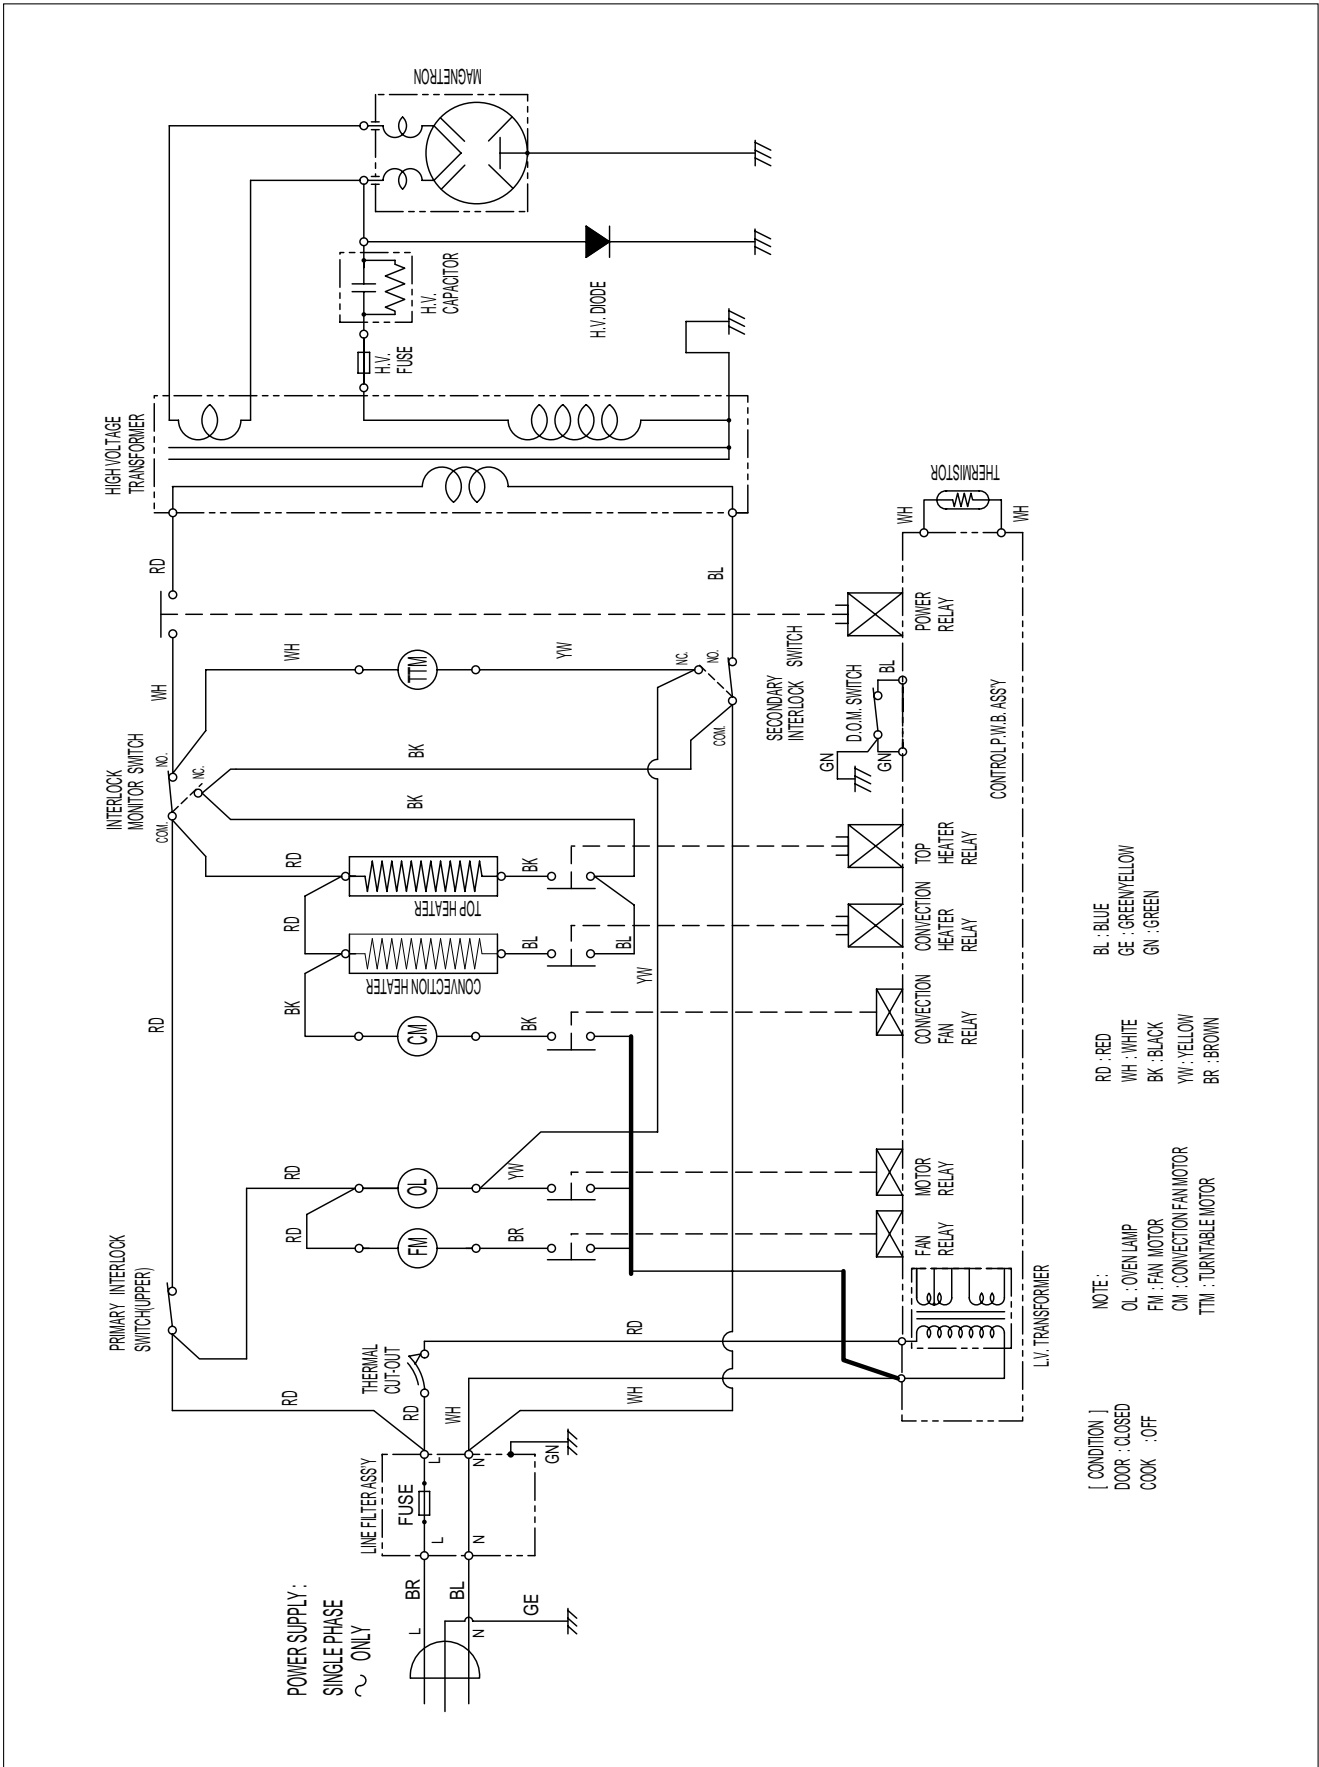 POWER SUPPLY :
SINGLE PHASE
～ ONLY
L
N
BR
BL
GE
LINE FILTER ASS'Y
FUSE
L
N
L
N
GN
RD
WH
THERMAL
CUT-OUT
RD
WH
RD
PRIMARY INTERLOCK
SWITCH(UPPER)
RD
RD
RD
FM
OL
BR
YW
CM
BK
BK
CONVECTION HEATER
RD
BL
BL
TOP HEATER
RD
BK
YW
INTERLOCK
MONITOR SWITCH
COM.
NO.
NC.
BK
BK
WH
WH
TTM
YW
NC.
NO.
COM.
SECONDARY
INTERLOCK SWITCH
RD
BL
HIGH VOLTAGE
TRANSFORMER
H.V.
FUSE
H.V.
CAPACITOR
H.V. DIODE
MAGNETRON
L.V. TRANSFORMER
FAN
RELAY
MOTOR
RELAY
CONVECTION
FAN
RELAY
CONVECTION
HEATER
RELAY
TOP
HEATER
RELAY
GN
GN
D.O.M. SWITCH
BL
POWER
RELAY
CONTROL P.W.B. ASS'Y
WH
WH
THERMISTOR
[ CONDITION ]
DOOR : CLOSED
COOK : OFF
NOTE :
OL : OVEN LAMP
FM : FAN MOTOR
CM : CONVECTION FAN MOTOR
TTM : TURNTABLE MOTOR
RD : RED
WH : WHITE
BK : BLACK
YW : YELLOW
BR : BROWN
BL : BLUE
GE : GREEN/YELLOW
GN : GREEN